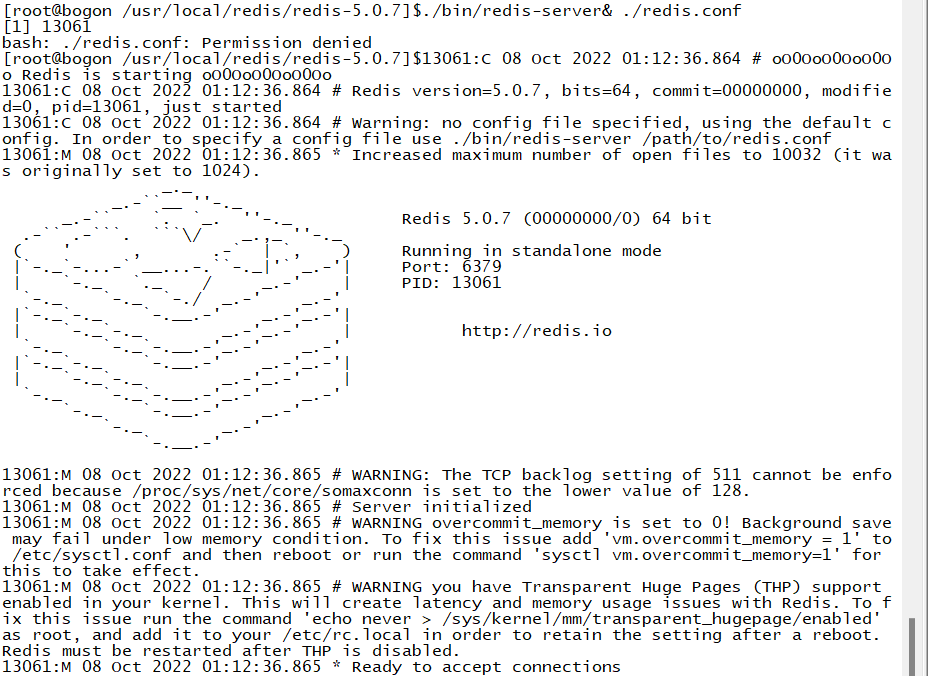 [root@bogon /usr/local/redis/redis-5.0.7]$./bin/redis-server& ./redis.conf
[1] 13061
bash: ./redis.conf: Permission denied
[root@bogon /usr/local/redis/redis-5.0.7]$13061:C 08 Oct 2022 01:12:36.864 # oO0OoO0OoO0O
o Redis is starting oO0OoO0OoO0Oo
13061:C 08 Oct 2022 01:12:36.864 # Redis version=5.0.7, bits=64, commit=00000000, modifie
d=0, pid=13061, just started
13061:C 08 Oct 2022 01:12:36.864 # Warning: no config file specified, using the default c
onfig. In order to specify a config file use ./bin/redis-server /path/to/redis.conf
13061:M 08 Oct 2022 01:12:36.865 * Increased maximum number of open files to 10032 (it wa
s originally set to 1024).
Redis 5.0.7 (00000000/0) 64 bit
Running in standalone mode
Port: 6379
PID: 13061
http://redis.io
13061:M 08 Oct 2022 01:12:36.865 # WARNING: The TCP backlog setting of 511 cannot be enfo
rced because /proc/sys/net/core/somaxconn is set to the lower value of 128.
13061:M 08 Oct 2022 01:12:36.865 # Server initialized
13061:M 08 Oct 2022 01:12:36.865 # WARNING overcommit_memory is set to 0! Background save
may fail under low memory condition. To fix this issue add 'vm.overcommit_memory = 1' to
/etc/sysctl.conf and then reboot or run the command 'sysctl vm.overcommit_memory=1' for
this to take effect.
13061:M 08 Oct 2022 01:12:36.865 # WARNING you have Transparent Huge Pages (THP) support
enabled in your kernel. This will create latency and memory usage issues with Redis. To f
ix this issue run the command 'echo never > /sys/kernel/mm/transparent_hugepage/enabled'
as root, and add it to your /etc/rc.local in order to retain the setting after a reboot.
Redis must be restarted after THP is disabled.
13061:M 08 Oct 2022 01:12:36.865 * Ready to accept connections